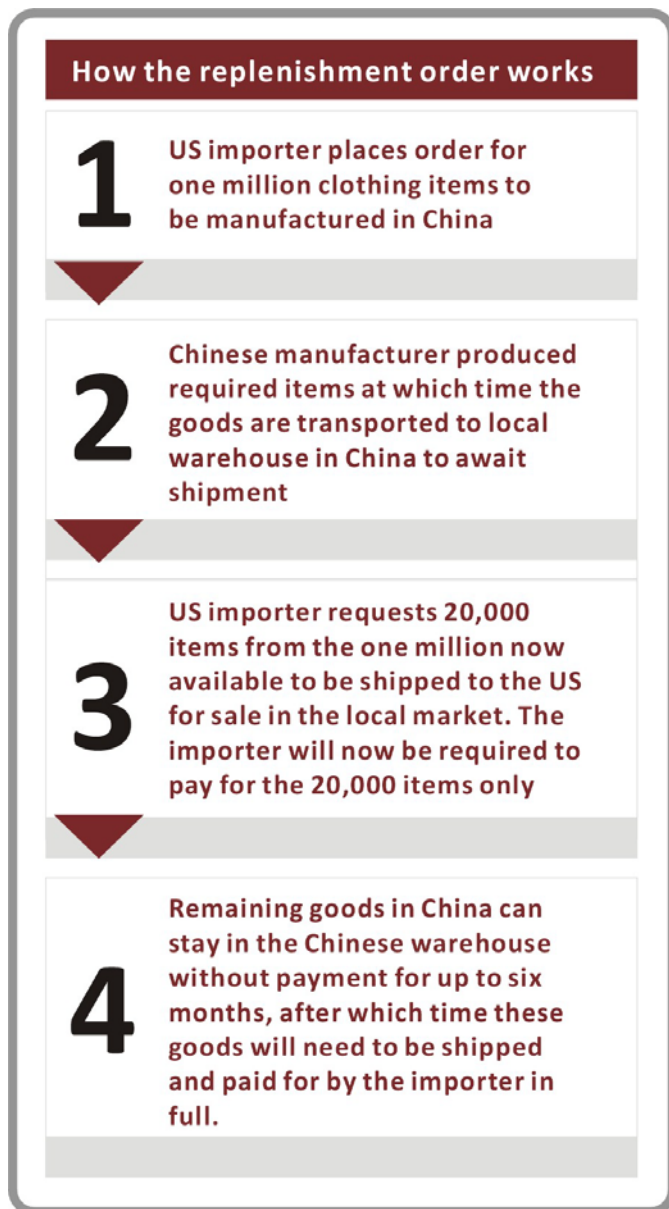 How the replenishment order works
1
US importer places order for
one million clothing items to
be manufactured in China
2
Chinese manufacturer produced
required items at which time the
goods are transported to local
warehouse in China to await
shipment
3
US importer requests 20,000
items from the one million now
available to be shipped to the US
for sale in the local market. The
importer will now be required to
pay for the 20,000 items only
4
Remaining goods in China can
stay in the Chinese warehouse
without payment for up to six
months, after which time these
goods will need to be shipped
and paid for by the importer in
full.